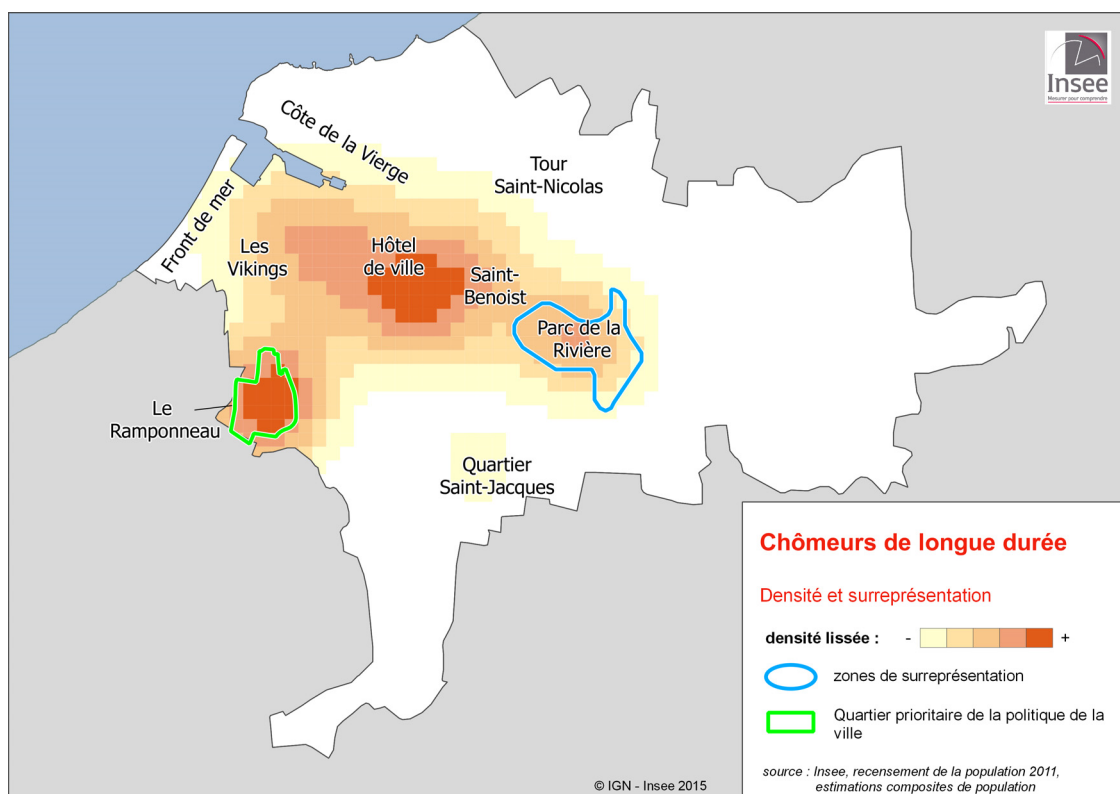 Insee
Mesurer pour comprendre
Côte de la Vierge
Tour
Saint-Nicolas
Front de mer
Les
Vikings
Hôtel
de ville
Saint-
Benoist
Parc de la
Rivière
Le
Ramponneau
Quartier
Saint-Jacques
Chômeurs de longue durée
Densité et surreprésentation
densité lissée : - +
zones de surreprésentation
Quartier prioritaire de la politique de la
ville
source : Insee, recensement de la population 2011,
estimations composites de population
© IGN - Insee 2015